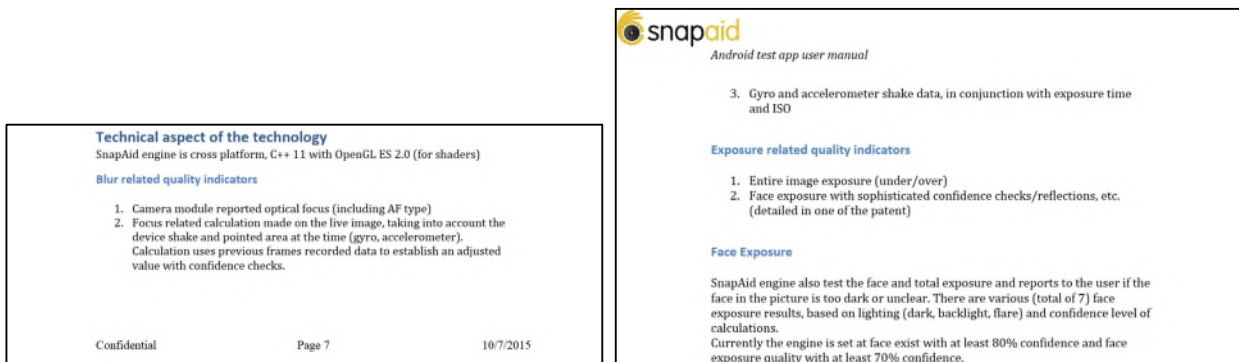 Technical aspect of the technology
SnapAid engine is cross platform, C++ 11 with OpenGL ES 2.0 (for shaders)
Blur related quality indicators
1. Camera module reported optical focus (including AF type)
2. Focus related calculation made on the live image, taking into account the
device shake and pointed area at the time (gyro, accelerometer).
Calculation uses previous frames recorded data to establish an adjusted
value with confidence checks.
Confidential Page 7 10/7/2015
snapaid
Android test app user manual
3. Gyro and accelerometer shake data, in conjunction with exposure time
and ISO
Exposure related quality indicators
1. Entire image exposure (under/over)
2. Face exposure with sophisticated confidence checks/reflections, etc.
(detailed in one of the patent)
Face Exposure
SnapAid engine also test the face and total exposure and reports to the user if the
face in the picture is too dark or unclear. There are various (total of 7) face
exposure results, based on lighting (dark, backlight, flare) and confidence level of
calculations.
Currently the engine is set at face exist with at least 80% confidence and face
exposure quality with at least 70% confidence.